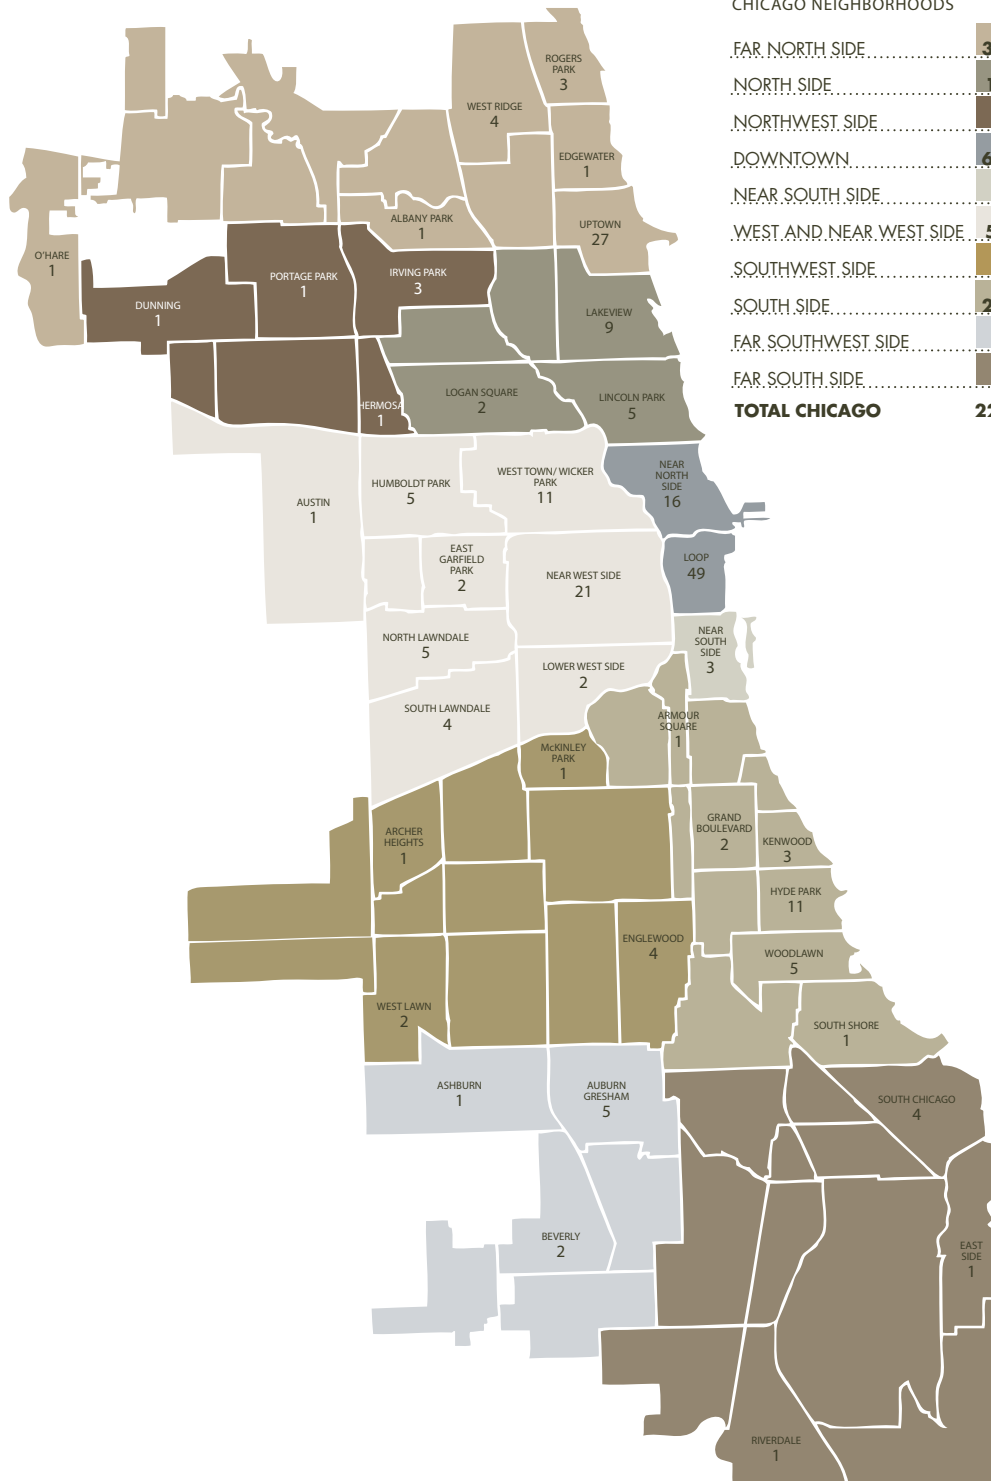 CHICAGO NEIGHBORHOODS
FAR NORTH SIDE
NORTH SIDE
NORTHWEST SIDE
DOWNTOWN
NEAR SOUTH SIDE
WEST AND NEAR WEST SIDE
SOUTHWEST SIDE
SOUTH SIDE
FAR SOUTHWEST SIDE
FAR SOUTH SIDE
TOTAL CHICAGO
ROGERS
PARK
3
WEST RIDGE
4
EDGEWATER
1
ALBANY PARK
1
UPTOWN
27
O'HARE
1
PORTAGE PARK
1
IRVING PARK
3
DUNNING
1
LAKEVIEW
9
HERMOSA
1
LOGAN SQUARE
2
LINCOLN PARK
5
AUSTIN
1
HUMBOLDT PARK
5
WEST TOWN/ WICKER
PARK
11
NEAR
NORTH
SIDE
16
EAST
GARFIELD
PARK
2
NEAR WEST SIDE
21
LOOP
49
NORTH LAWNDALE
5
LOWER WEST SIDE
2
NEAR
SOUTH
SIDE
3
SOUTH LAWNDALE
4
ARMOUR
SQUARE
1
McKINLEY
PARK
1
ARCHER
HEIGHTS
1
GRAND
BOULEVARD
2
KENWOOD
3
HYDE PARK
11
ENGLEWOOD
4
WOODLAWN
5
WEST LAWN
2
SOUTH SHORE
1
ASHBURN
1
AUBURN
GRESHAM
5
SOUTH CHICAGO
4
BEVERLY
2
EAST
SIDE
1
RIVERDALE
1